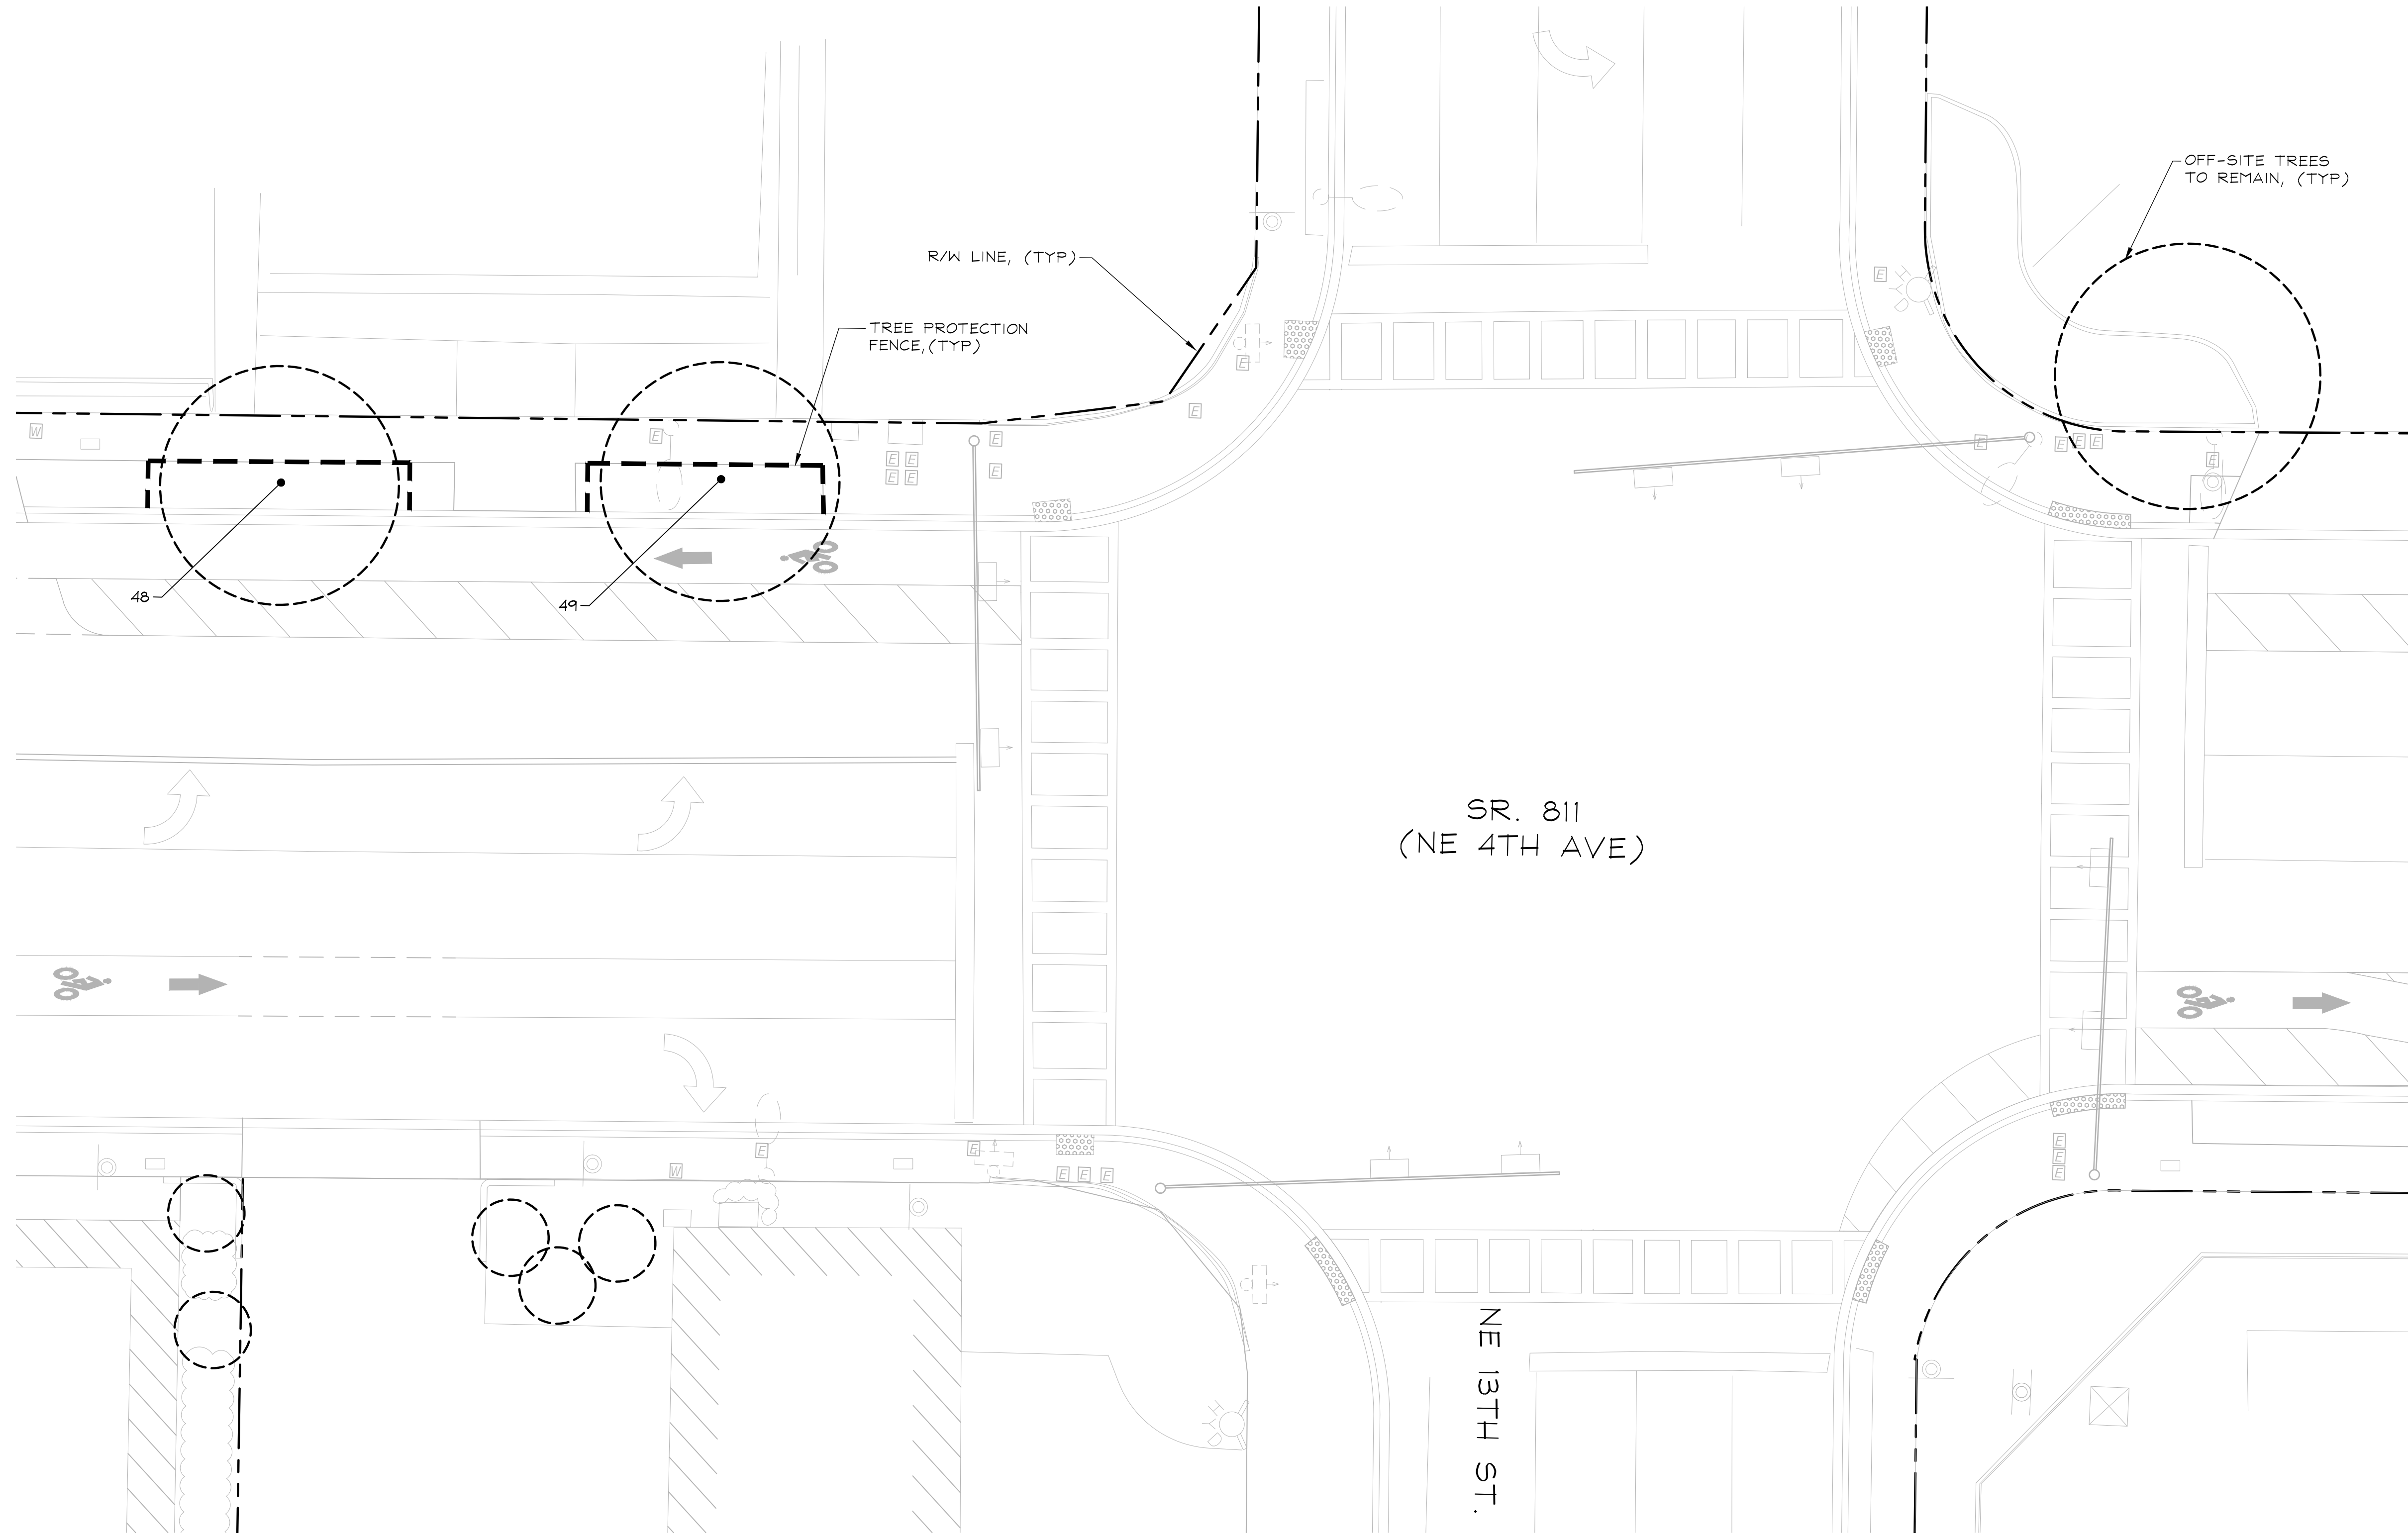 OFF-SITE TREES
TO REMAIN, (TYP)
R/W LINE, (TYP)
TREE PROTECTION
FENCE, (TYP)
E
E
E
W
E
E
E
E
E
E
E
E
E
E
E
E
E
48
49
SR. 811
(NE 4TH AVE)
E
E
W
E
E
E
E
E
E
NE 13TH ST.